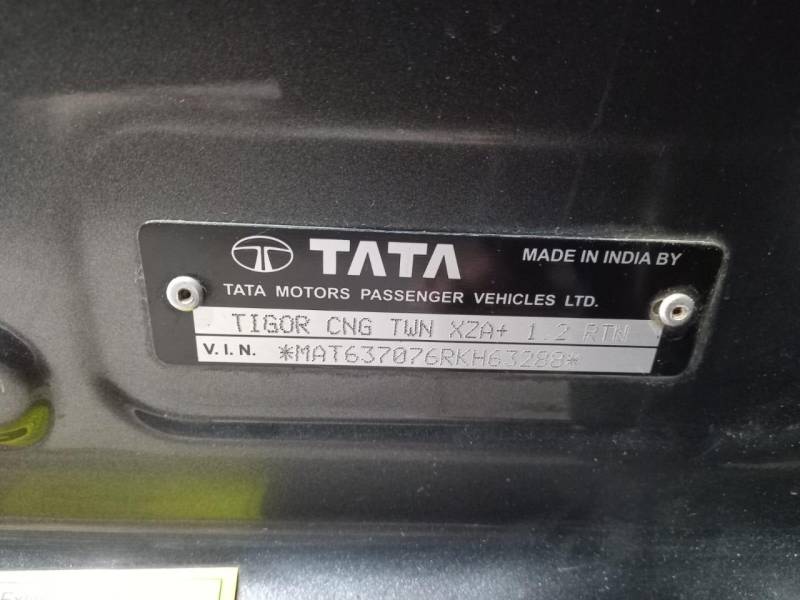 TATA MADE IN INDIA BY
TATA MOTORS PASSENGER VEHICLES LTD.
TIGOR CNG TWN XZA+ 1.2 RTN
V.I.N. *MAT637076RKH63288*